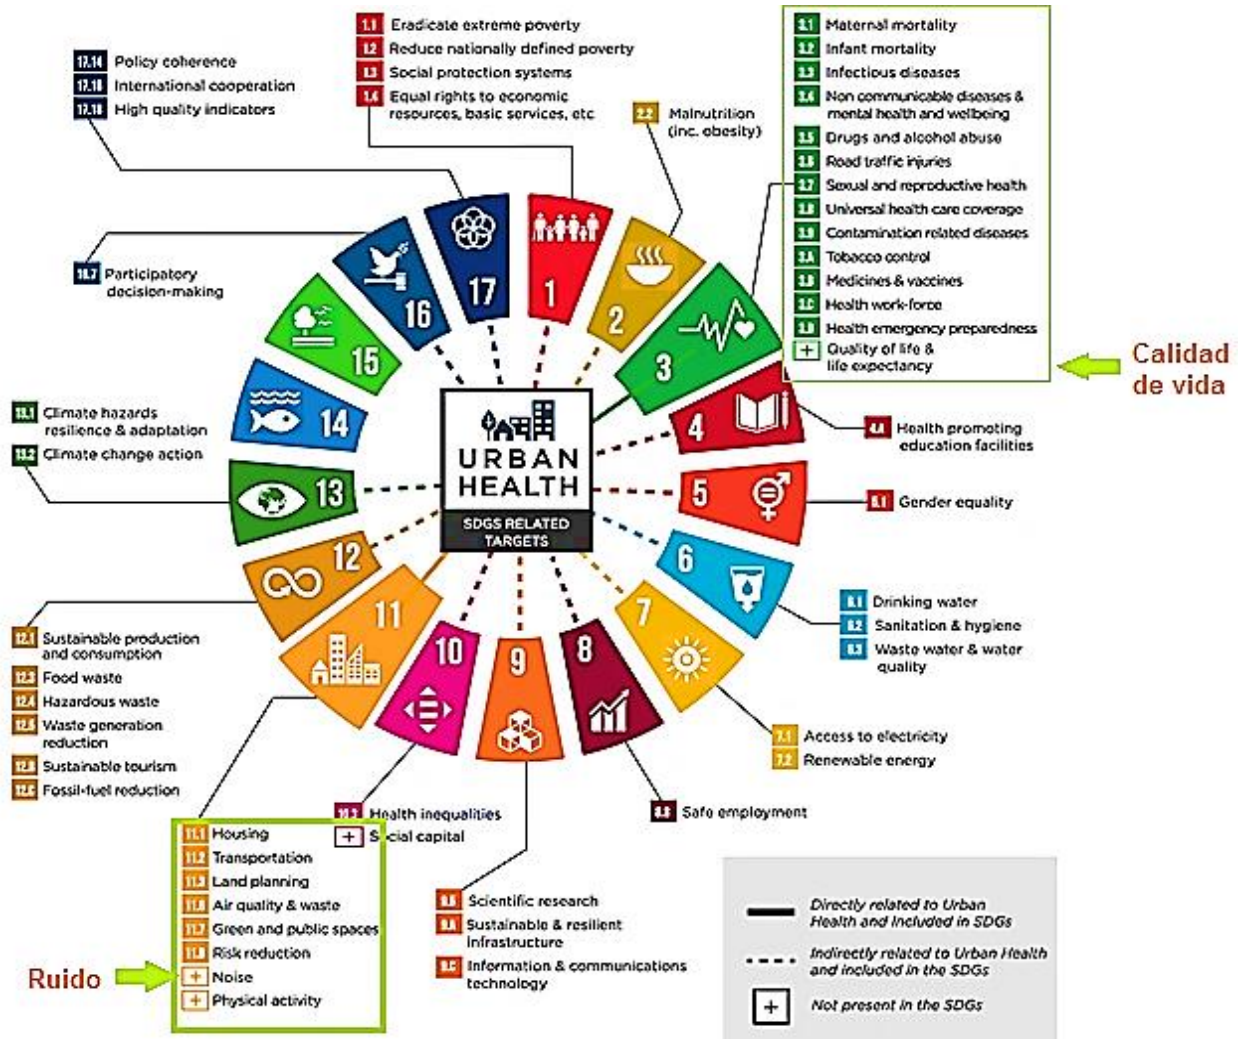 17.14 Policy coherence
17.16 International cooperation
17.18 High quality indicators
1.1 Eradicate extreme poverty
1.2 Reduce nationally defined poverty
1.3 Social protection systems
1.4 Equal rights to economic
resources, basic services, etc
2.2 Malnutrition
(inc. obesity)
3.1 Maternal mortality
3.2 Infant mortality
3.3 Infectious diseases
3.4 Non communicable diseases &
mental health and wellbeing
3.5 Drugs and alcohol abuse
3.6 Road traffic injuries
3.7 Sexual and reproductive health
3.8 Universal health care coverage
3.9 Contamination related diseases
3.A Tobacco control
3.B Medicines & vaccines
3.C Health work-force
3.D Health emergency preparedness
+ Quality of life &
life expectancy
Calidad
de vida
16.7 Participatory
decision-making
1
2
3
4
5
6
7
8
9
10
11
12
13
14
15
16
17
URBAN
HEALTH
SDGS RELATED
TARGETS
13.1 Climate hazards
resilience & adaptation
13.2 Climate change action
4.A Health promoting
education facilities
5.1 Gender equality
6.1 Drinking water
6.2 Sanitation & hygiene
6.3 Waste water & water
quality
7.1 Access to electricity
7.2 Renewable energy
8.8 Safe employment
12.1 Sustainable production
and consumption
12.3 Food waste
12.4 Hazardous waste
12.5 Waste generation
reduction
Sustainable tourism
12.C Fossil-fuel reduction
Health inequalities
+ Social capital
11.1 Housing
11.2 Transportation
11.3 Land planning
11.6 Air quality & waste
11.7 Green and public spaces
Risk reduction
+ Noise
+ Physical activity
Ruido
9.5 Scientific research
9.A Sustainable & resilient
infrastructure
9.C Information & communications
technology
Directly related to Urban
Health and included in SDGs
Indirectly related to Urban Health
and included in the SDGs
+ Not present in the SDGs